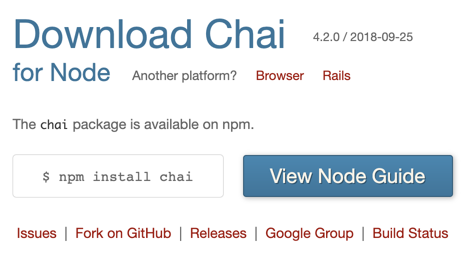 Download Chai 4.2.0 / 2018-09-25
for Node Another platform? Browser Rails
The chai package is available on npm.
$ npm install chai View Node Guide
Issues | Fork on GitHub | Releases | Google Group | Build Status